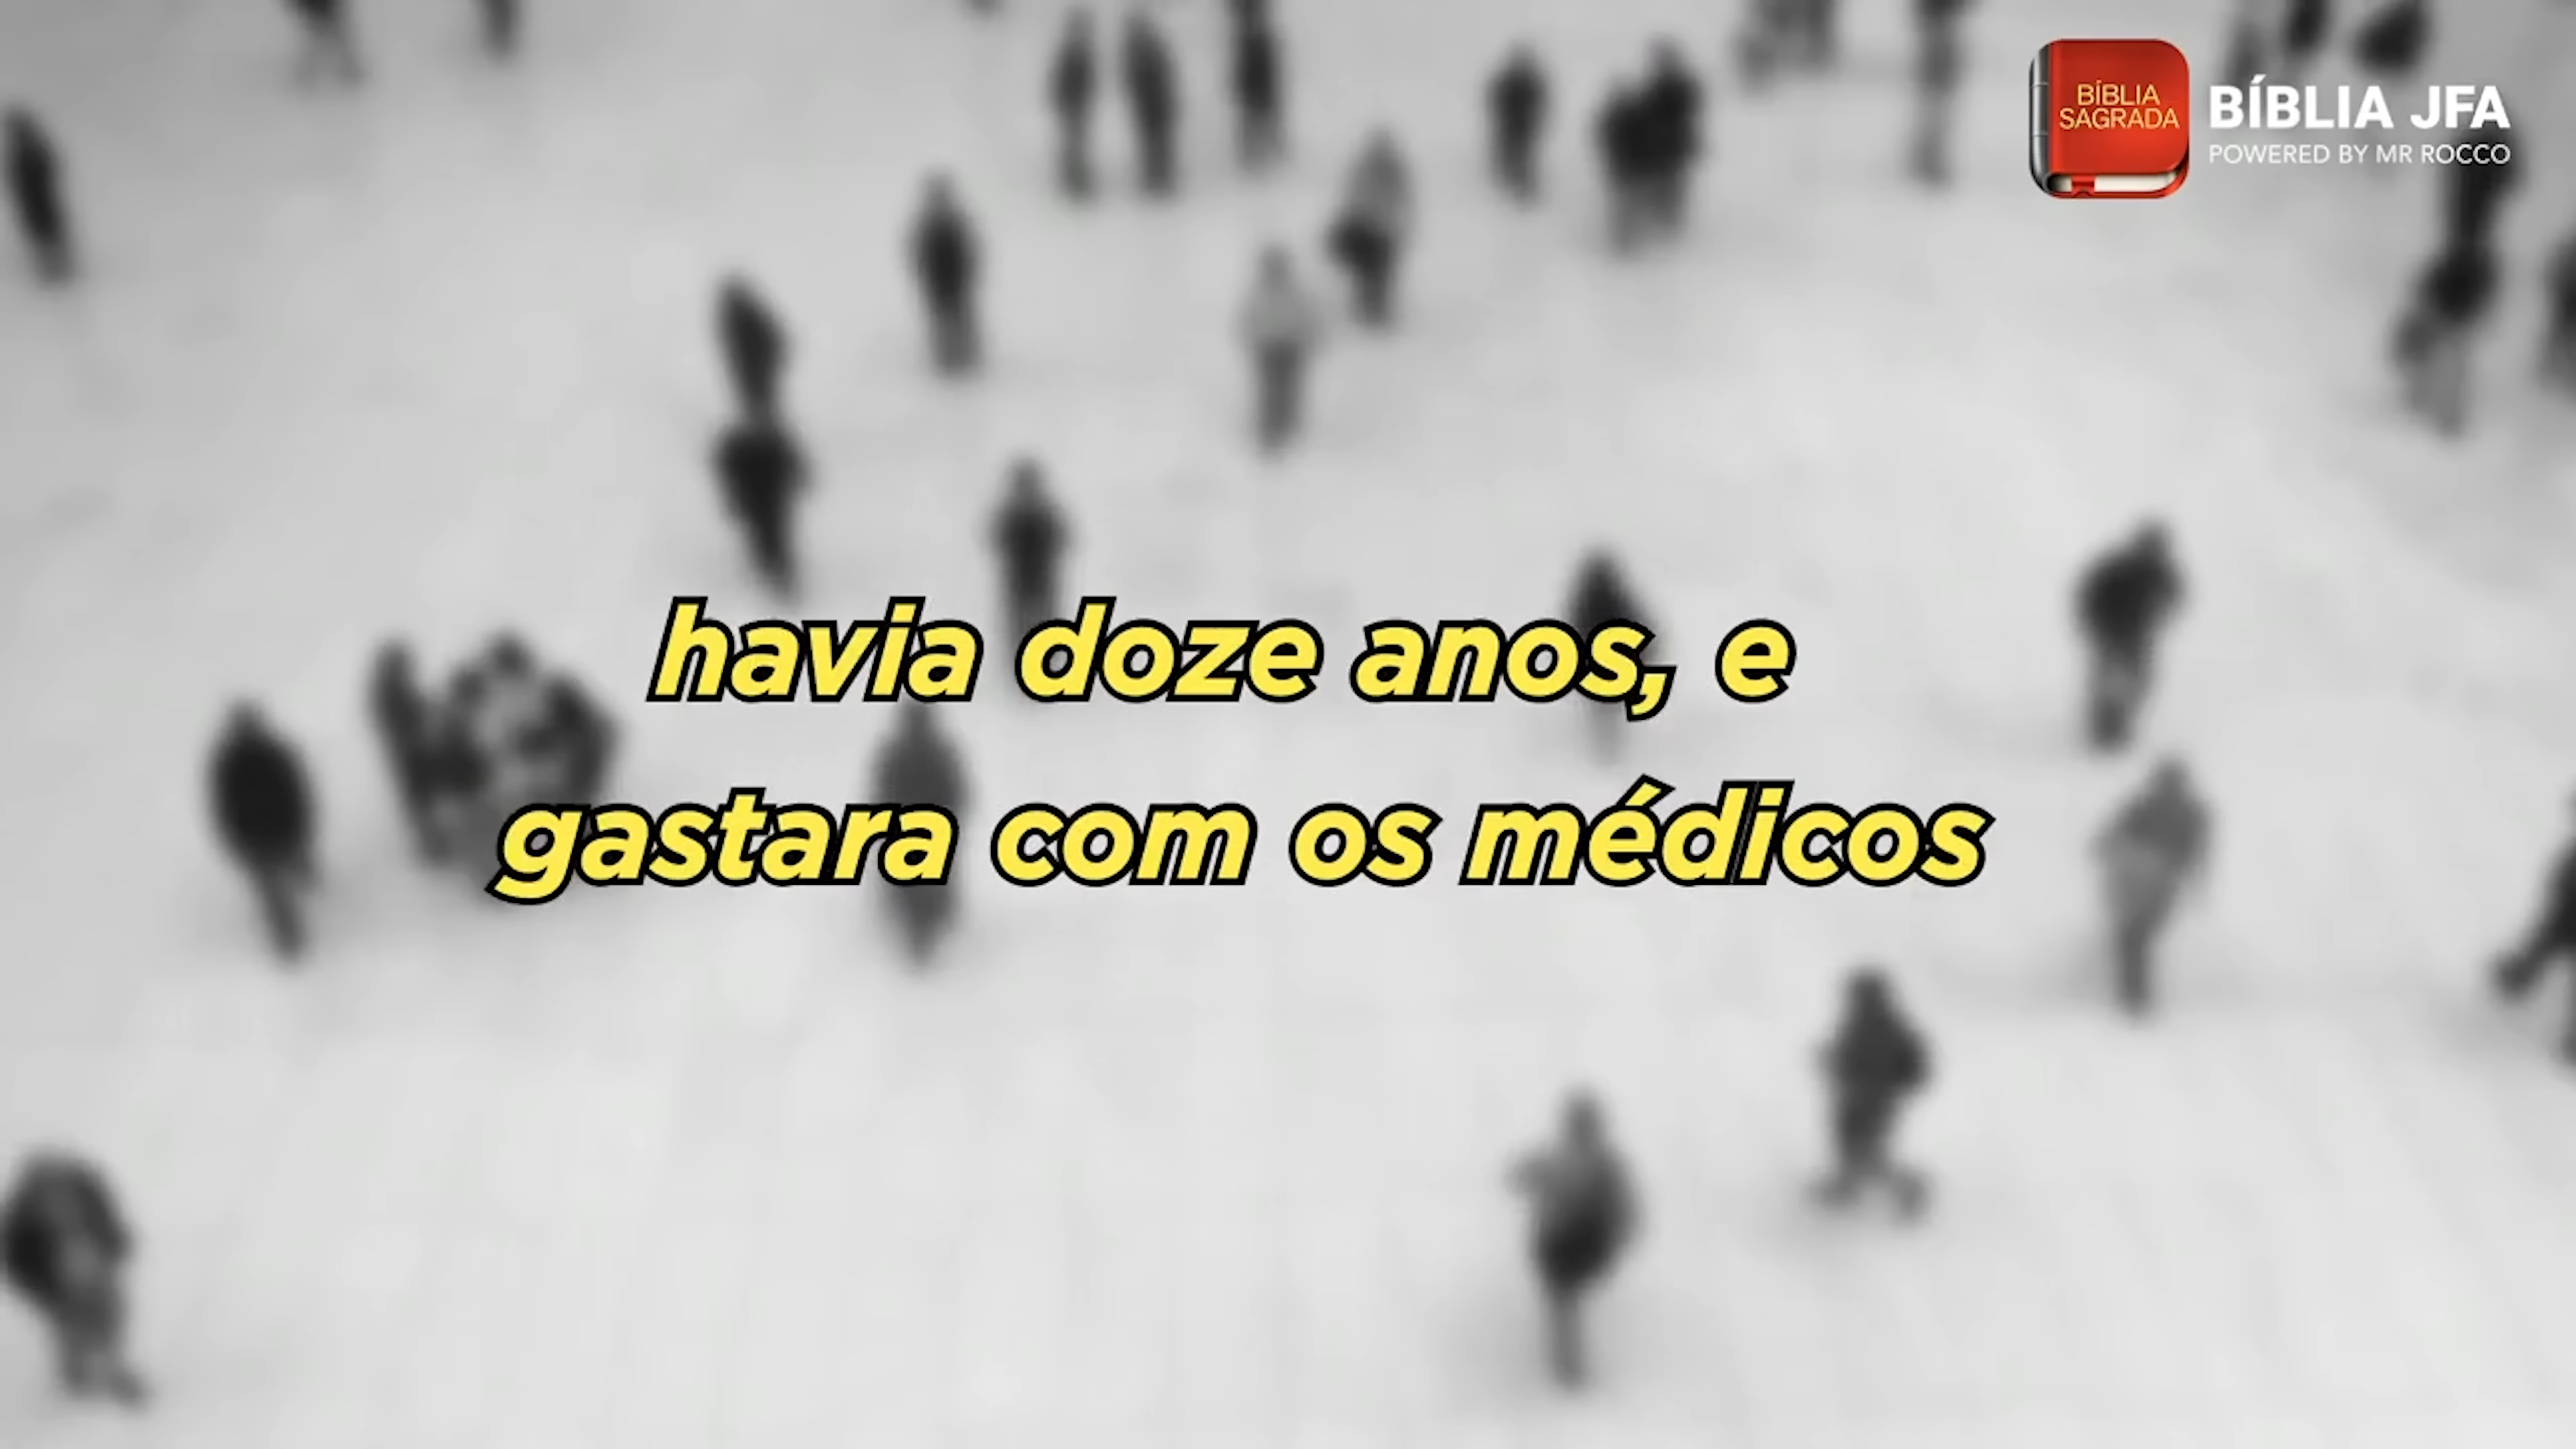 BÍBLIA
SAGRADA
BÍBLIA JFA
POWERED BY MR ROCCO
havia doze anos, e
gastara com os médicos